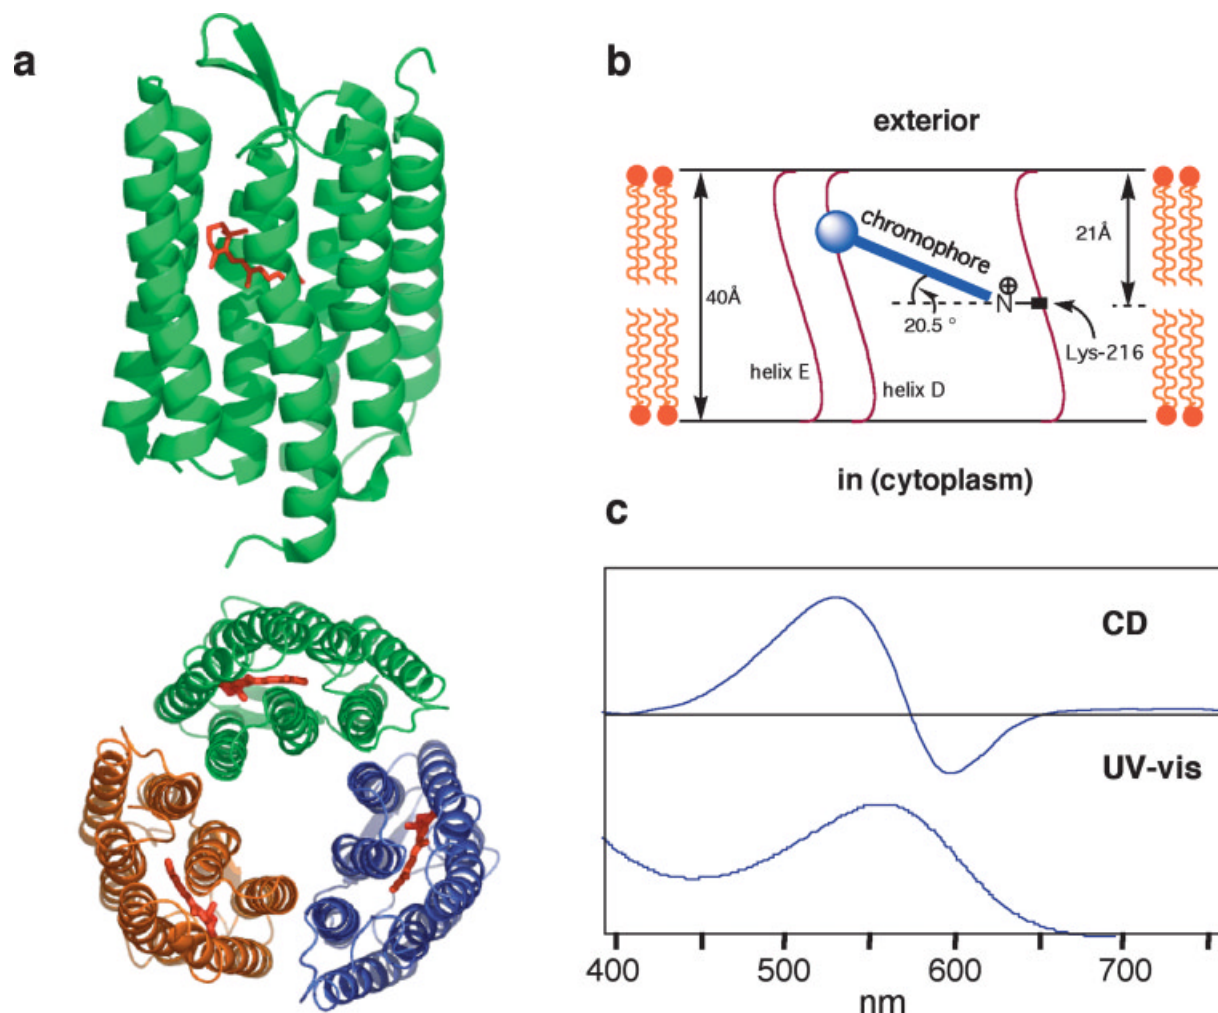 a
b
exterior
chromophore
21Å
40Å
⊕
N
20.5 °
Lys-216
helix E
helix D
in (cytoplasm)
c
CD
UV-vis
400 500 600 700
nm